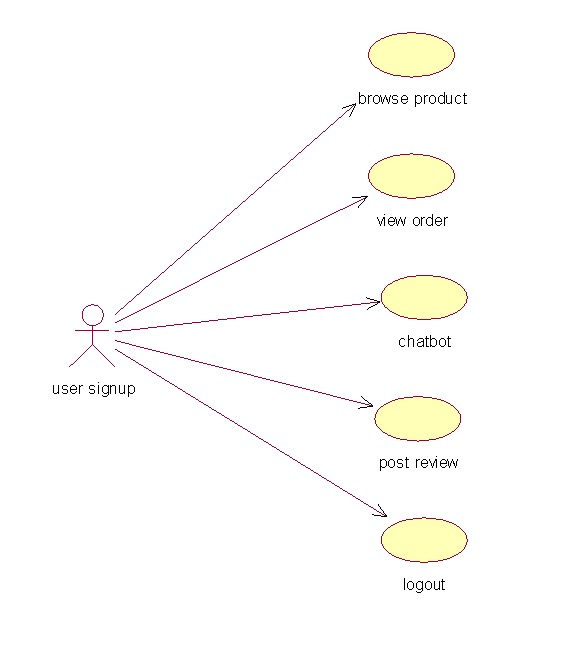 browse product
view order
chatbot
user signup
post review
logout